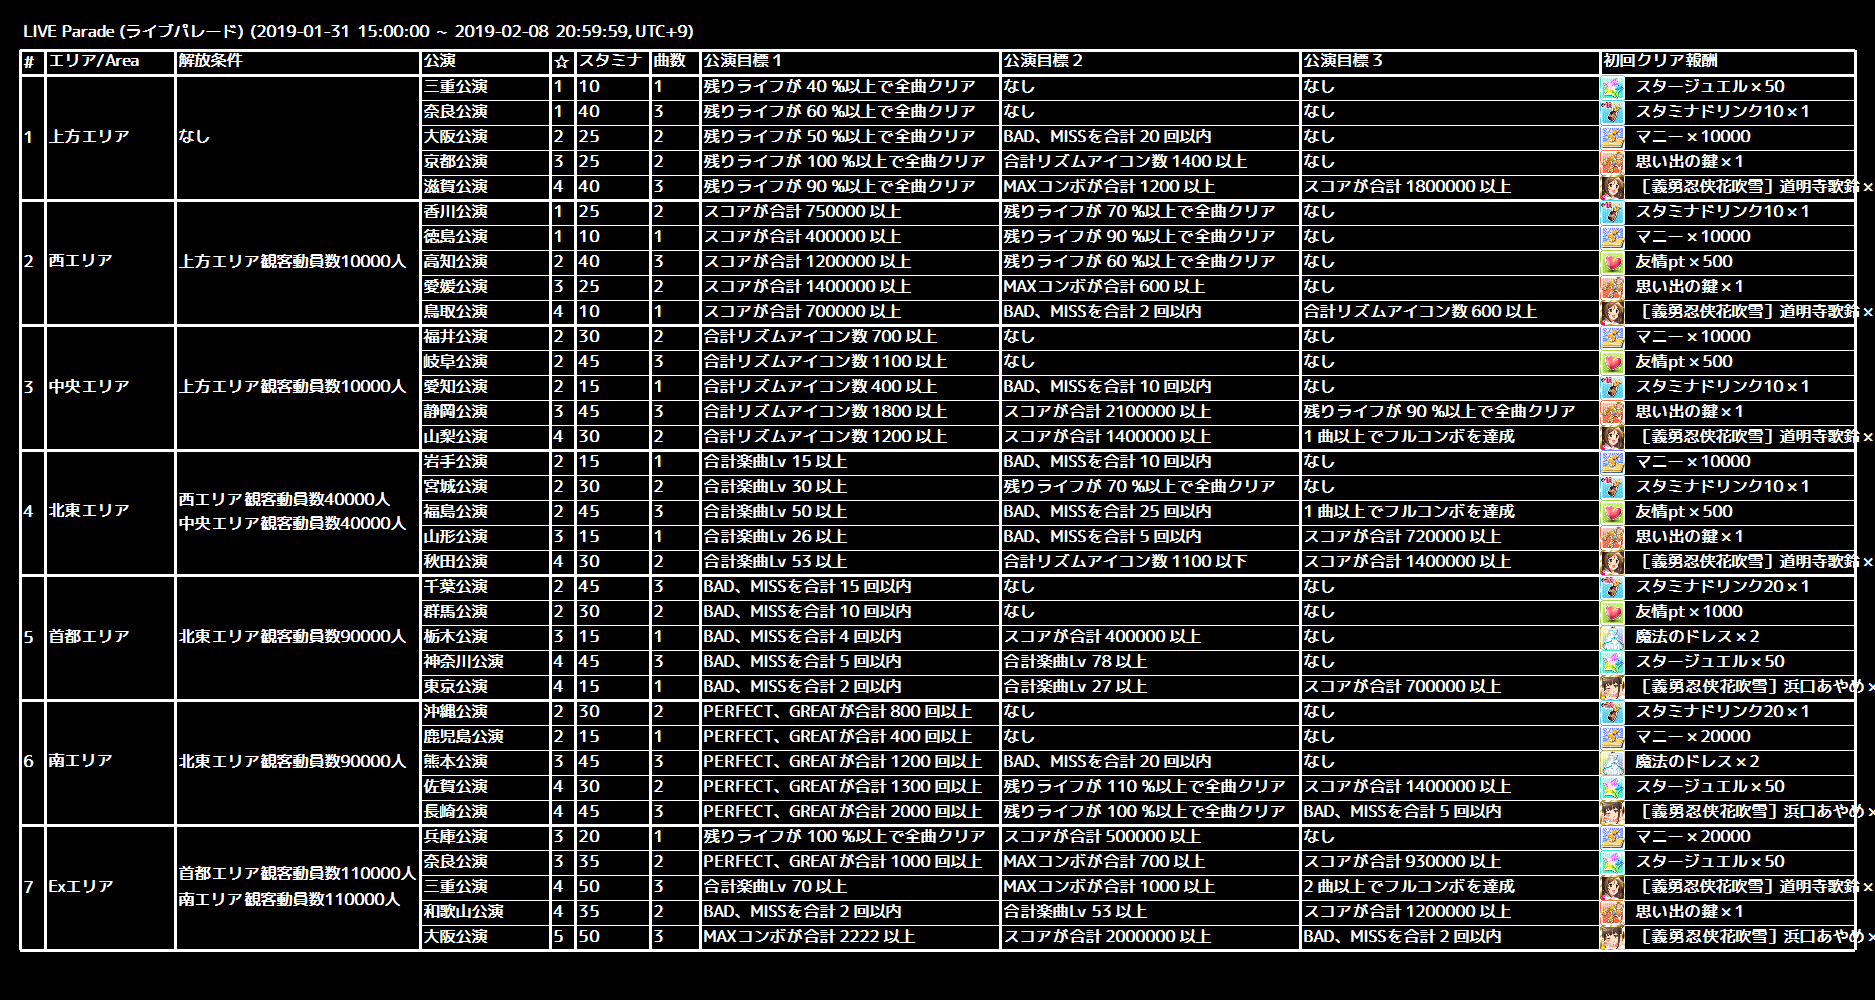 LIVE Parade (ライブパレード) (2019-01-31 15:00:00 ~ 2019-02-08 20:59:59, UTC+9)
# エリア/Area 解放条件 公演 ☆ スタミナ 曲数 公演目標1 公演目標2 公演目標3 初回クリア報酬
1 上方エリア なし
三重公演 1 10 1 残りライフが 40 %以上で全曲クリア なし なし スタージュエル×50
奈良公演 1 40 3 残りライフが 60 %以上で全曲クリア なし なし スタミナドリンク10×1
大阪公演 2 25 2 残りライフが 50 %以上で全曲クリア BAD、MISSを合計 20 回以内 なし マニー×10000
京都公演 3 25 2 残りライフが 100 %以上で全曲クリア 合計リズムアイコン数 1400 以上 なし 思い出の鍵×1
滋賀公演 4 40 3 残りライフが 90 %以上で全曲クリア MAXコンボが合計 1200 以上 スコアが合計 1800000 以上 [義勇忍侠花吹雪] 道明寺歌鈴×
2 西エリア 上方エリア観客動員数10000人
香川公演 1 25 2 スコアが合計 750000 以上 残りライフが 70 %以上で全曲クリア なし スタミナドリンク10×1
徳島公演 1 10 1 スコアが合計 400000 以上 残りライフが 90 %以上で全曲クリア なし マニー×10000
高知公演 2 40 3 スコアが合計 1200000 以上 残りライフが 60 %以上で全曲クリア なし 友情pt×500
愛媛公演 3 25 2 スコアが合計 1400000 以上 MAXコンボが合計 600 以上 なし 思い出の鍵×1
鳥取公演 4 10 1 スコアが合計 700000 以上 BAD、MISSを合計 2 回以内 合計リズムアイコン数 600 以上 [義勇忍侠花吹雪] 道明寺歌鈴×
3 中央エリア 上方エリア観客動員数10000人
福井公演 2 30 2 合計リズムアイコン数 700 以上 なし なし マニー×10000
岐阜公演 2 45 3 合計リズムアイコン数 1100 以上 なし なし 友情pt×500
愛知公演 2 15 1 合計リズムアイコン数 400 以上 BAD、MISSを合計 10 回以内 なし スタミナドリンク10×1
静岡公演 3 45 3 合計リズムアイコン数 1800 以上 スコアが合計 2100000 以上 残りライフが 90 %以上で全曲クリア 思い出の鍵×1
山梨公演 4 30 2 合計リズムアイコン数 1200 以上 スコアが合計 1400000 以上 1 曲以上でフルコンボを達成 [義勇忍侠花吹雪] 道明寺歌鈴×
4 北東エリア 西エリア観客動員数40000人
中央エリア観客動員数40000人
岩手公演 2 15 1 合計楽曲Lv 15 以上 BAD、MISSを合計 10 回以内 なし マニー×10000
宮城公演 2 30 2 合計楽曲Lv 30 以上 残りライフが 70 %以上で全曲クリア なし スタミナドリンク10×1
福島公演 2 45 3 合計楽曲Lv 50 以上 BAD、MISSを合計 25 回以内 1 曲以上でフルコンボを達成 友情pt×500
山形公演 3 15 1 合計楽曲Lv 26 以上 BAD、MISSを合計 5 回以内 スコアが合計 720000 以上 思い出の鍵×1
秋田公演 4 30 2 合計楽曲Lv 53 以上 合計リズムアイコン数 1100 以下 スコアが合計 1400000 以上 [義勇忍侠花吹雪] 道明寺歌鈴×
5 首都エリア 北東エリア観客動員数90000人
千葉公演 2 45 3 BAD、MISSを合計 15 回以内 なし なし スタミナドリンク20×1
群馬公演 2 30 2 BAD、MISSを合計 10 回以内 なし なし 友情pt×1000
栃木公演 3 15 1 BAD、MISSを合計 4 回以内 スコアが合計 400000 以上 なし 魔法のドレス×2
神奈川公演 4 45 3 BAD、MISSを合計 5 回以内 合計楽曲Lv 78 以上 なし スタージュエル×50
東京公演 4 15 1 BAD、MISSを合計 2 回以内 合計楽曲Lv 27 以上 スコアが合計 700000 以上 [義勇忍侠花吹雪] 浜口あやめ×
6 南エリア 北東エリア観客動員数90000人
沖縄公演 2 30 2 PERFECT、GREATが合計 800 回以上 なし なし スタミナドリンク20×1
鹿児島公演 2 15 1 PERFECT、GREATが合計 400 回以上 なし なし マニー×20000
熊本公演 3 45 3 PERFECT、GREATが合計 1200 回以上 BAD、MISSを合計 20 回以内 なし 魔法のドレス×2
佐賀公演 4 30 2 PERFECT、GREATが合計 1300 回以上 残りライフが 110 %以上で全曲クリア スコアが合計 1400000 以上 スタージュエル×50
長崎公演 4 45 3 PERFECT、GREATが合計 2000 回以上 残りライフが 100 %以上で全曲クリア BAD、MISSを合計 5 回以内 [義勇忍侠花吹雪] 浜口あやめ×
7 Exエリア 首都エリア観客動員数110000人
南エリア観客動員数110000人
兵庫公演 3 20 1 残りライフが 100 %以上で全曲クリア スコアが合計 500000 以上 なし マニー×20000
奈良公演 3 35 2 PERFECT、GREATが合計 1000 回以上 MAXコンボが合計 700 以上 スコアが合計 930000 以上 スタージュエル×50
三重公演 4 50 3 合計楽曲Lv 70 以上 MAXコンボが合計 1000 以上 2 曲以上でフルコンボを達成 [義勇忍侠花吹雪] 道明寺歌鈴×
和歌山公演 4 35 2 BAD、MISSを合計 2 回以内 合計楽曲Lv 53 以上 スコアが合計 1200000 以上 思い出の鍵×1
大阪公演 5 50 3 MAXコンボが合計 2222 以上 スコアが合計 2000000 以上 BAD、MISSを合計 2 回以内 [義勇忍侠花吹雪] 浜口あやめ×